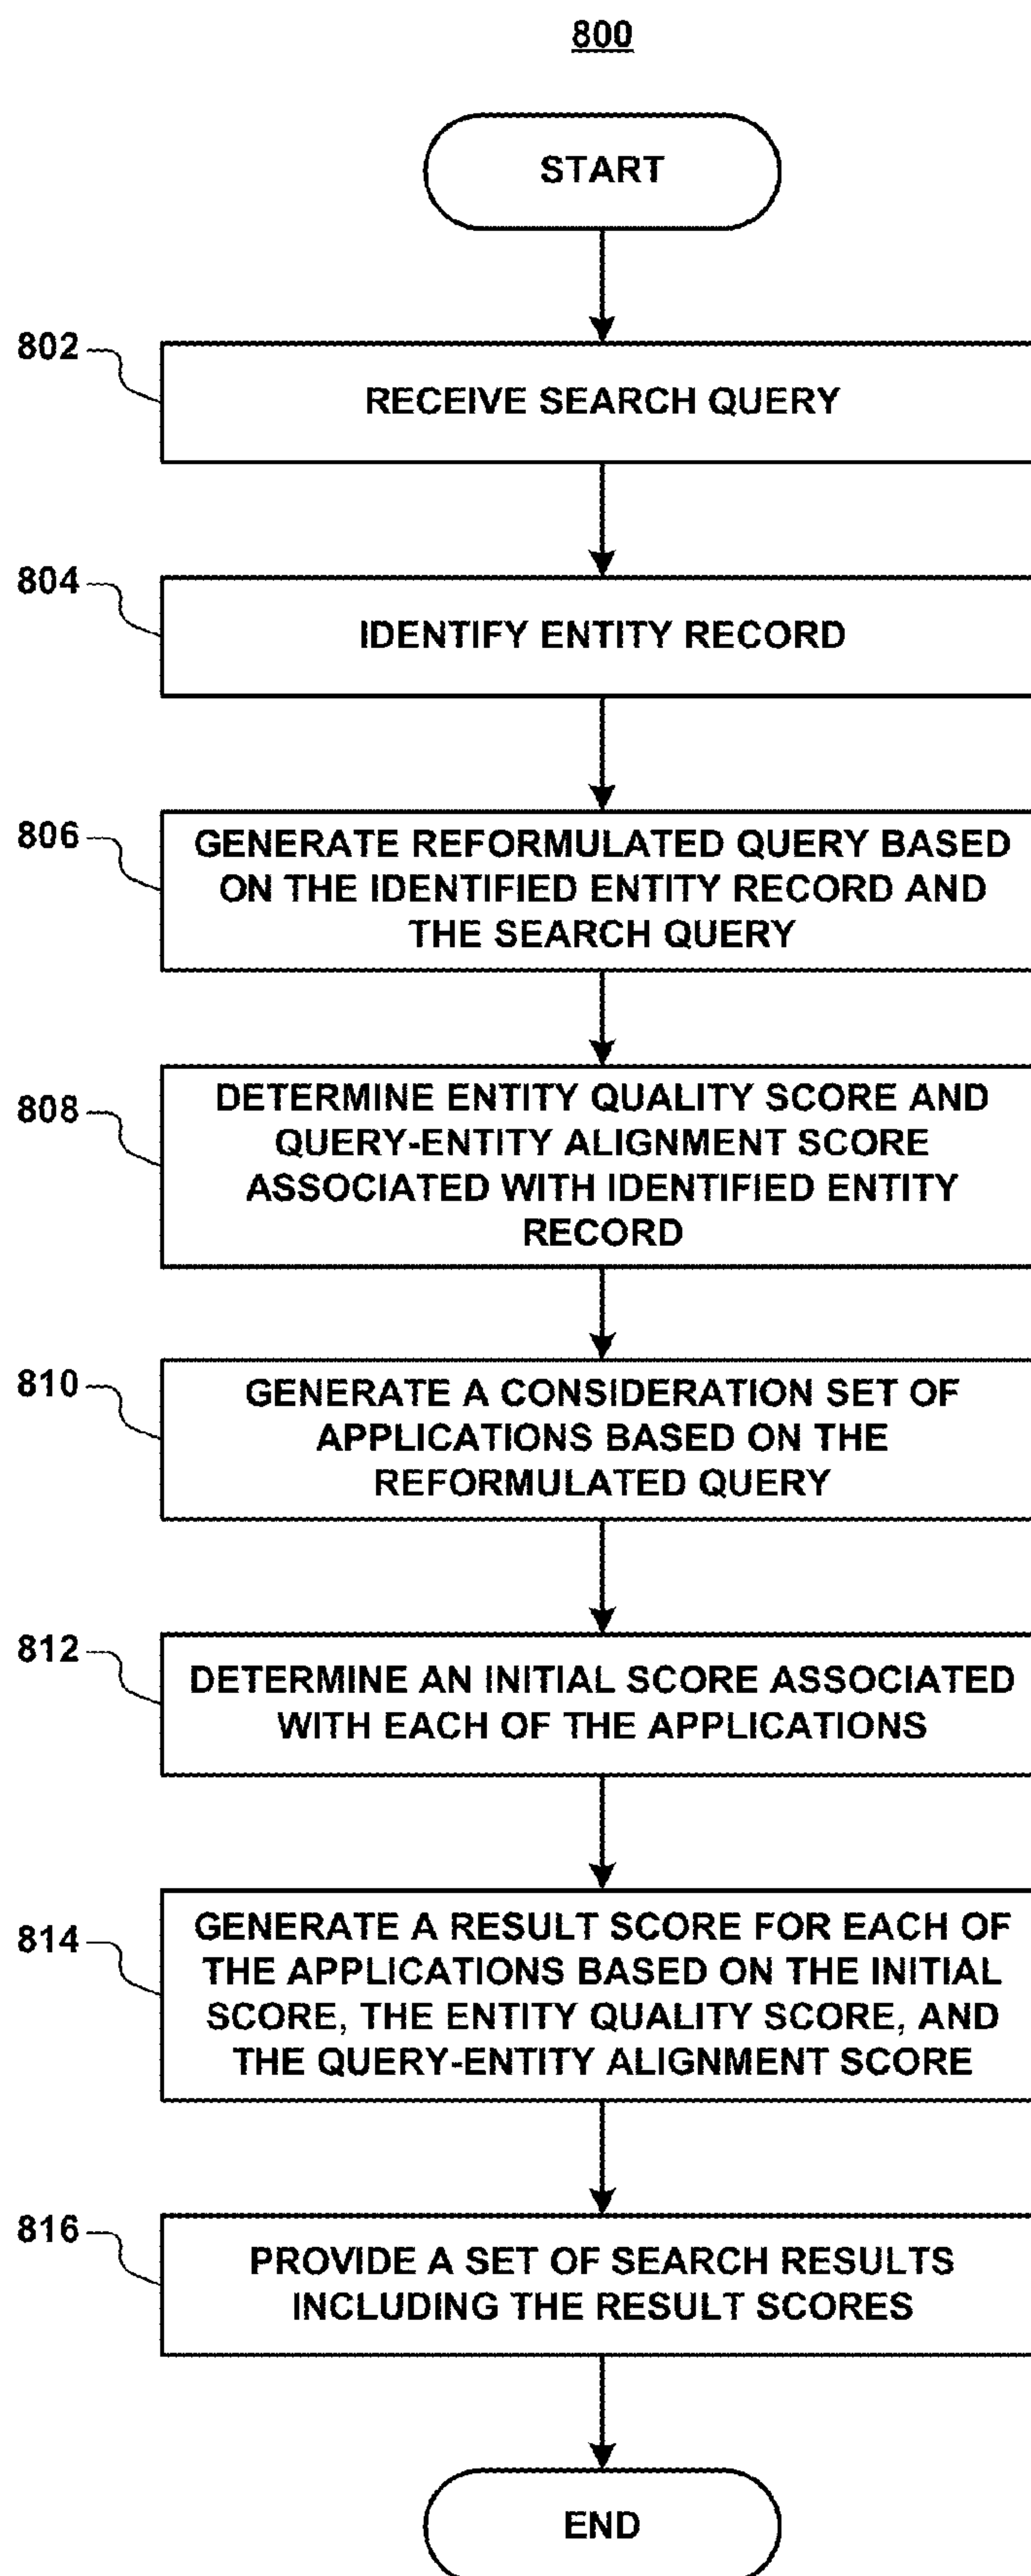 800
START
802
RECEIVE SEARCH QUERY
804
IDENTIFY ENTITY RECORD
806
GENERATE REFORMULATED QUERY BASED
ON THE IDENTIFIED ENTITY RECORD AND
THE SEARCH QUERY
808
DETERMINE ENTITY QUALITY SCORE AND
QUERY-ENTITY ALIGNMENT SCORE
ASSOCIATED WITH IDENTIFIED ENTITY
RECORD
810
GENERATE A CONSIDERATION SET OF
APPLICATIONS BASED ON THE
REFORMULATED QUERY
812
DETERMINE AN INITIAL SCORE ASSOCIATED
WITH EACH OF THE APPLICATIONS
814
GENERATE A RESULT SCORE FOR EACH OF
THE APPLICATIONS BASED ON THE INITIAL
SCORE, THE ENTITY QUALITY SCORE, AND
THE QUERY-ENTITY ALIGNMENT SCORE
816
PROVIDE A SET OF SEARCH RESULTS
INCLUDING THE RESULT SCORES
END